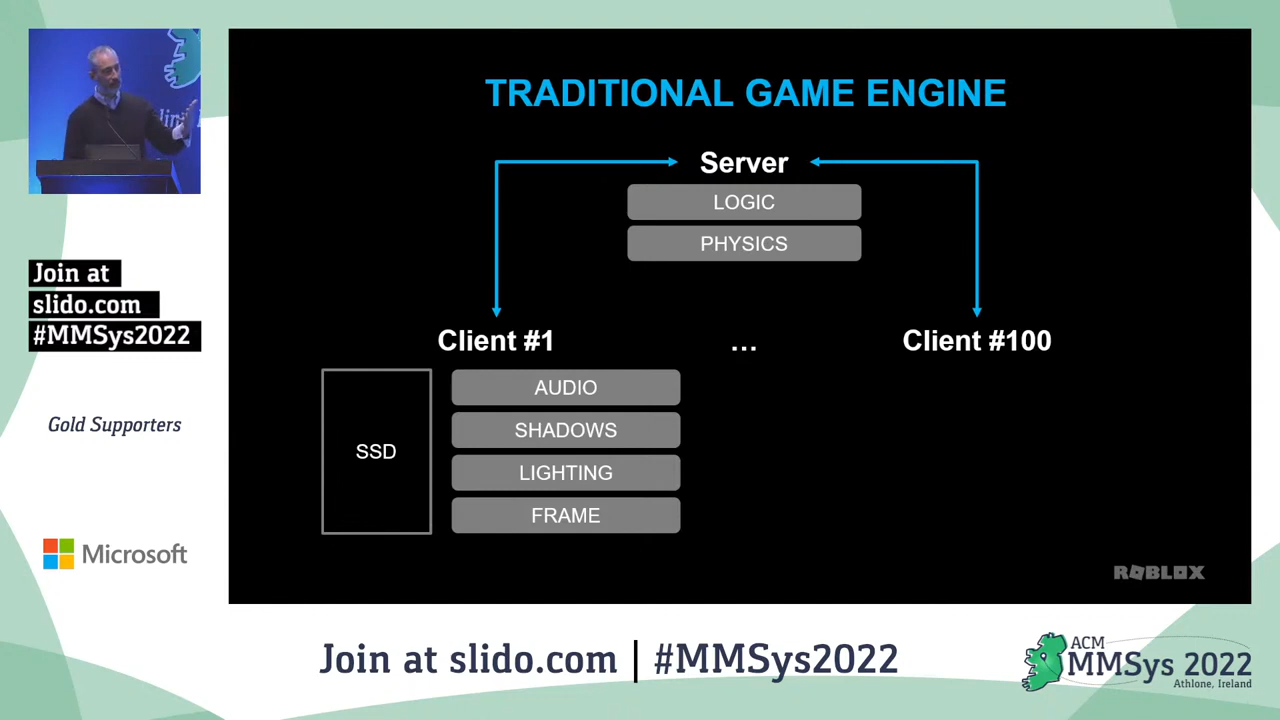 TRADITIONAL GAME ENGINE
Server
LOGIC
PHYSICS
Client #1
...
Client #100
SSD
AUDIO
SHADOWS
LIGHTING
FRAME
ROBLOX
Join at
slido.com
#MMSys2022
Gold Supporters
Microsoft
Join at slido.com | #MMSys2022
ACM
MMSys 2022
Athlone, Ireland